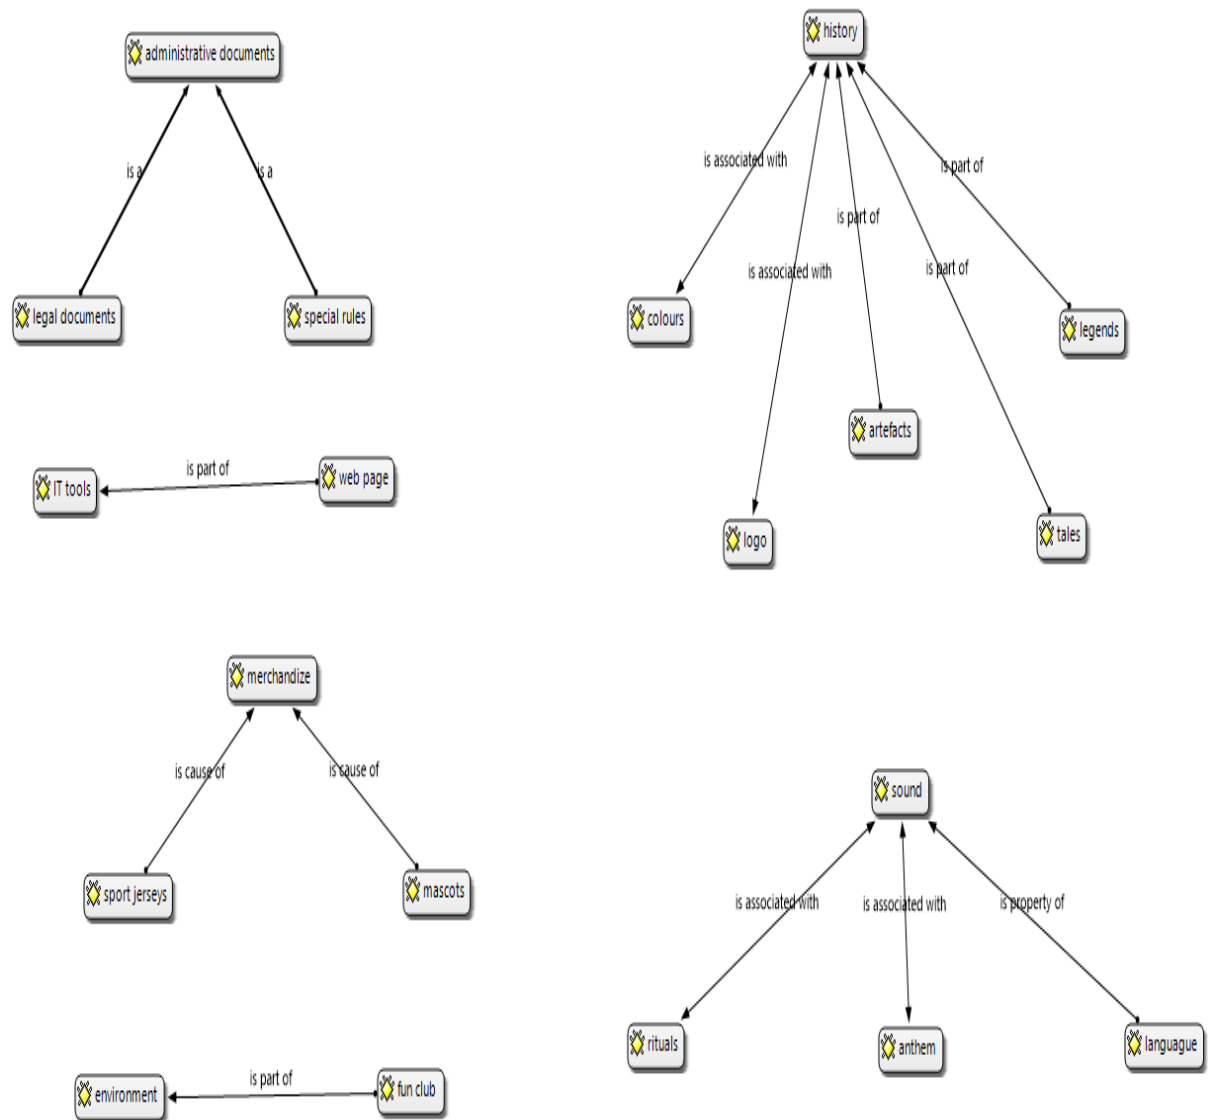 administrative documents
is a
is a
legal documents
special rules
history
is associated with
is part of
is part of
is associated with
is part of
colours
legends
artefacts
logo
tales
IT tools
is part of
web page
merchandize
is cause of
is cause of
sport jerseys
mascots
sound
is associated with
is associated with
is property of
rituals
anthem
languague
environment
is part of
fun club